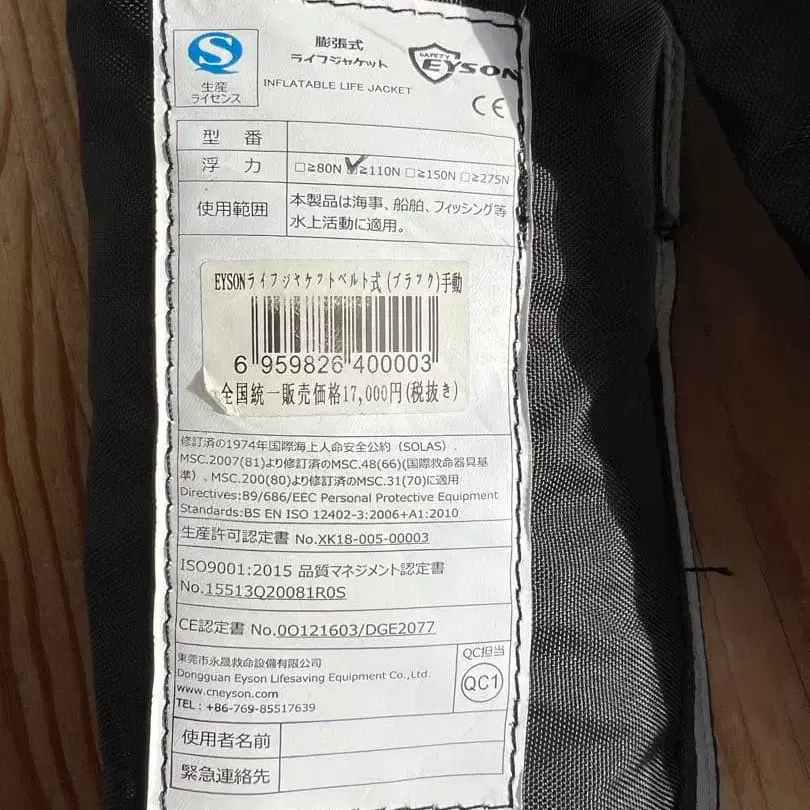 S
生産
ライセンス
膨張式
ライフジャケット
INFLATABLE LIFE JACKET
SAFETY
EYSON
CE
型 番
浮 力 □≥80N ☑≥110N □≥150N □≥275N
使用範囲 本製品は海事、船舶、フィッシング等
水上活動に適用。
EYSONライフジャケットベルト式(ブラック)手動
6 959826 400003
全国統一販売価格17,000円(税抜き)
修訂済の1974年国際海上人命安全公約（SOLAS）、
MSC.2007(81)より修訂済のMSC.48(66)(国際救命器具基
準）、MSC.200(80)より修訂済のMSC.31(70)に適用
Directives:89/686/EEC Personal Protective Equipment
Standards:BS EN ISO 12402-3:2006+A1:2010
生産許可認定書 No.XK18-005-00003
ISO9001:2015 品質マネジメント認定書
No.15513Q20081R0S
CE認定書 No.0O121603/DGE2077
東莞市永晟救命設備有限公司
Dongguan Eyson Lifesaving Equipment Co.,Ltd.
www.cneyson.com
TEL：+86-769-85517639
QC担当
QC1
使用者名前
緊急連絡先